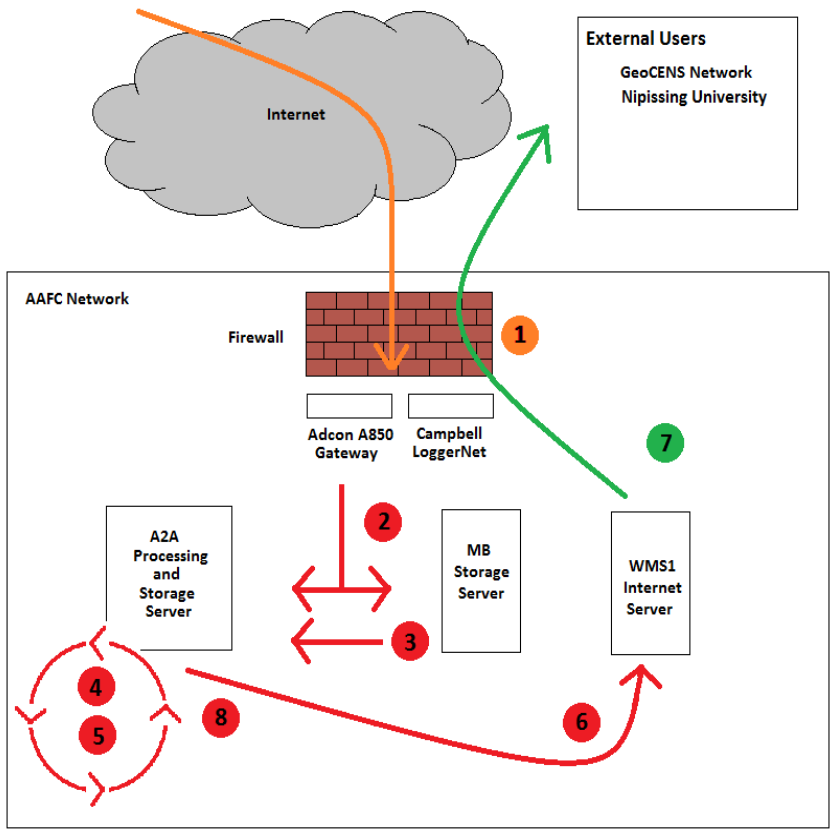 External Users
GeoCENS Network
Nipissing University
Internet
AAFC Network
Firewall
1
Adcon A850
Gateway
Campbell
LoggerNet
7
2
A2A
Processing
and
Storage
Server
MB
Storage
Server
WMS1
Internet
Server
3
4
5
8
6